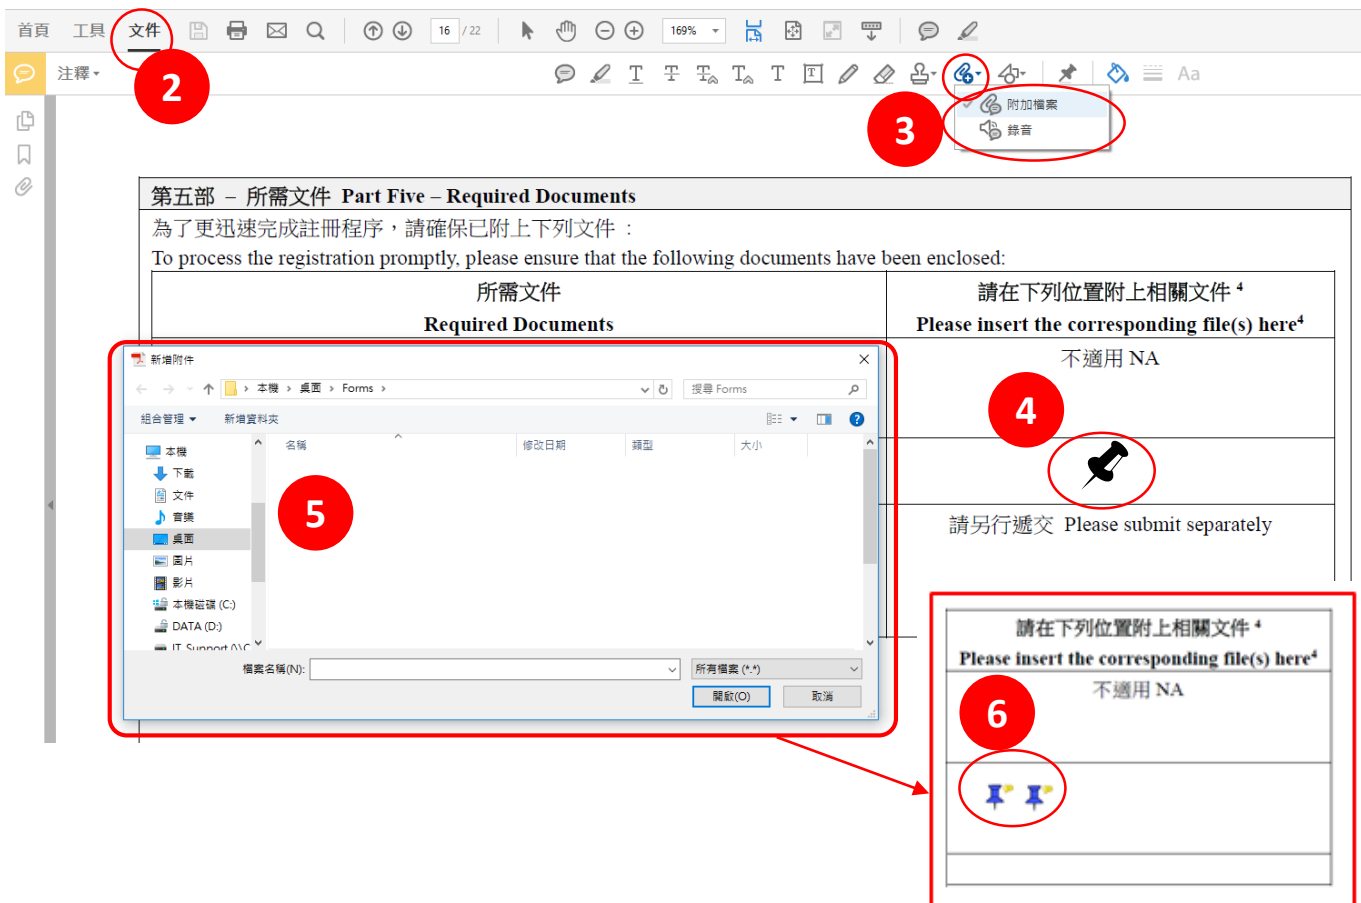 首頁 工具 文件 16 / 22 169%
2
注釋 T T T T T T Aa
附加檔案
3
錄音
第五部 – 所需文件 Part Five – Required Documents
為了更迅速完成註冊程序，請確保已附上下列文件：
To process the registration promptly, please ensure that the following documents have been enclosed:
所需文件
Required Documents
請在下列位置附上相關文件 4
Please insert the corresponding file(s) here4
不適用 NA
4
請另行遞交 Please submit separately
新增附件
本機 › 桌面 › Forms ›
搜尋 Forms
組合管理 新增資料夾
名稱 修改日期 類型 大小
本機
下載
文件
音樂
桌面
圖片
影片
本機磁碟 (C:)
DATA (D:)
IT Support (\\C
5
檔案名稱(N): 所有檔案 (*.*)
開啟(O) 取消
請在下列位置附上相關文件 4
Please insert the corresponding file(s) here4
不適用 NA
6